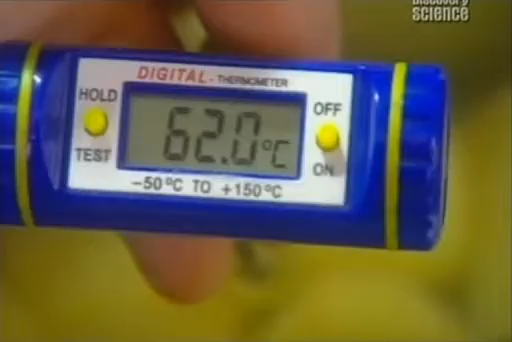 Discovery
SCIENCE
DIGITAL - THERMOMETER
HOLD
OFF
62.0°C
TEST
ON
-50°C TO +150°C